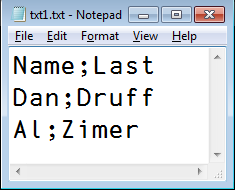 txt1.txt - Notepad
File Edit Format View Help
Name;Last
Dan;Druff
Al;Zimer